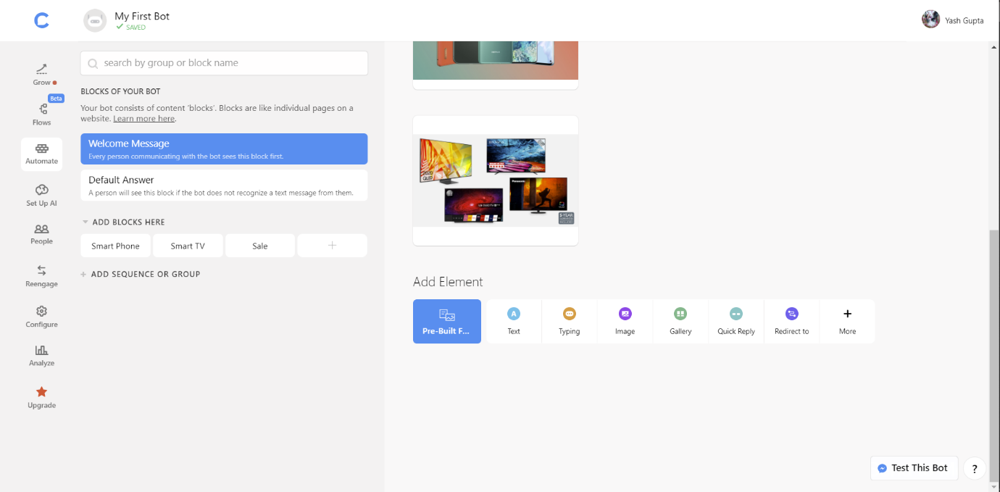 My First Bot
SAVED
Yash Gupta
Grow
Beta
Flows
Automate
Set Up AI
People
Reengage
Configure
Analyze
Upgrade
search by group or block name
BLOCKS OF YOUR BOT
Your bot consists of content 'blocks'. Blocks are like individual pages on a
website. Learn more here.
Welcome Message
Every person communicating with the bot sees this block first.
Default Answer
A person will see this block if the bot does not recognize a text message from them.
ADD BLOCKS HERE
Smart Phone
Smart TV
Sale
+
+ ADD SEQUENCE OR GROUP
2020
QLED
Panasonic
5-YEAR
Add Element
Pre-Built F...
A
Text
Typing
Image
Gallery
Quick Reply
Redirect to
+
More
Test This Bot
?